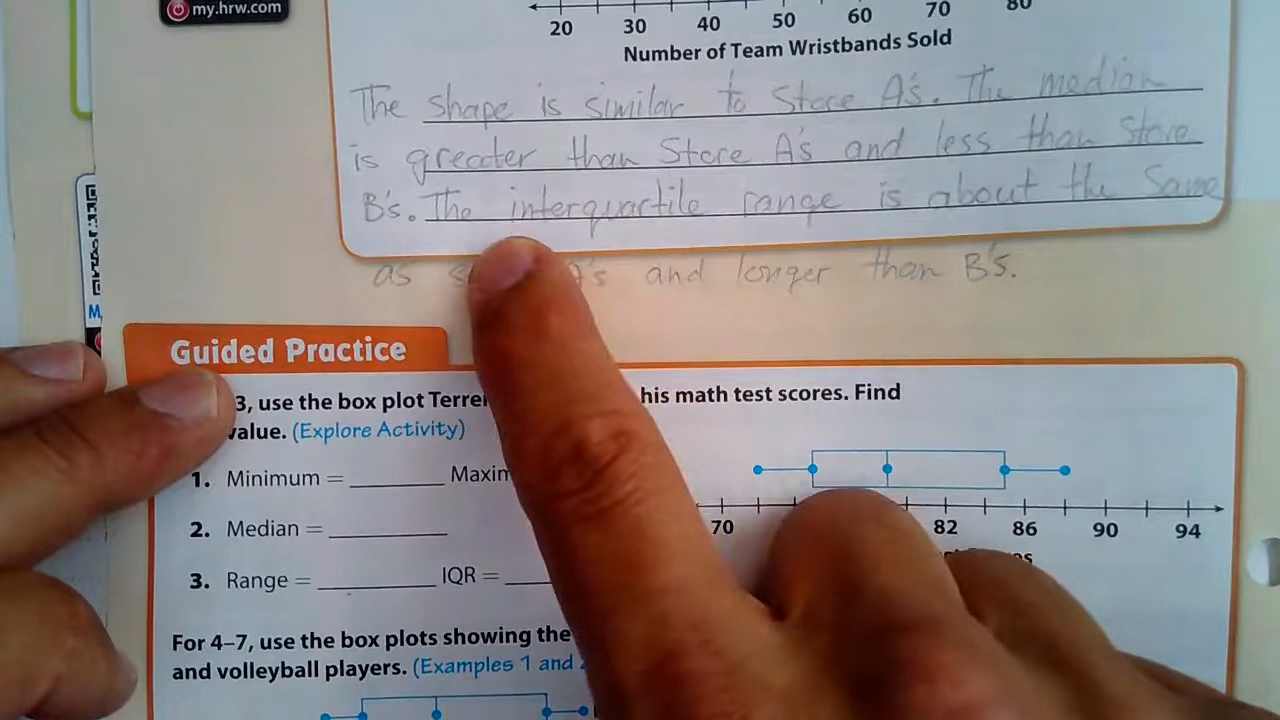 my.hrw.com
20 30 40 50 60 70 80
Number of Team Wristbands Sold
The shape is similar to Store A's. The median
is greater than Store A's and less than Store
B's. The interquartile range is about the same
as A's and longer than B's.
Guided Practice
3, use the box plot his math test scores. Find
value. (Explore Activity)
1. Minimum = ______
2. Median = ______
3. Range = ______ IQR = ____
70 82 86 90 94
For 4–7, use the box plots showing the
and volleyball players. (Examples 1 and